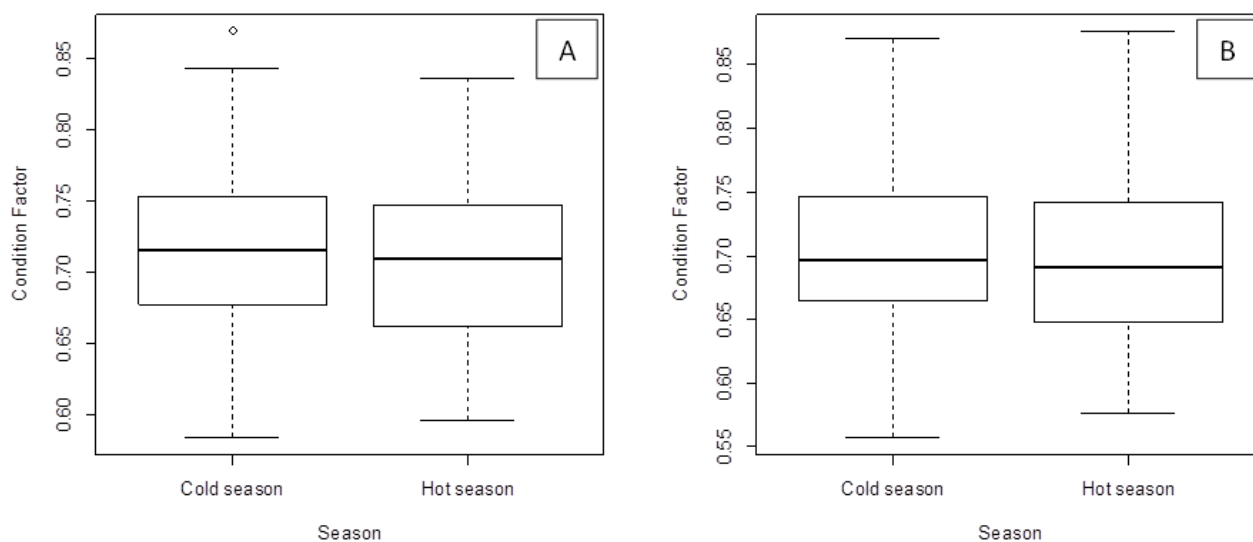 A
Condition Factor
0.85
0.80
0.75
0.70
0.65
0.60
Cold season
Hot season
Season
B
Condition Factor
0.85
0.80
0.75
0.70
0.65
0.60
0.55
Cold season
Hot season
Season